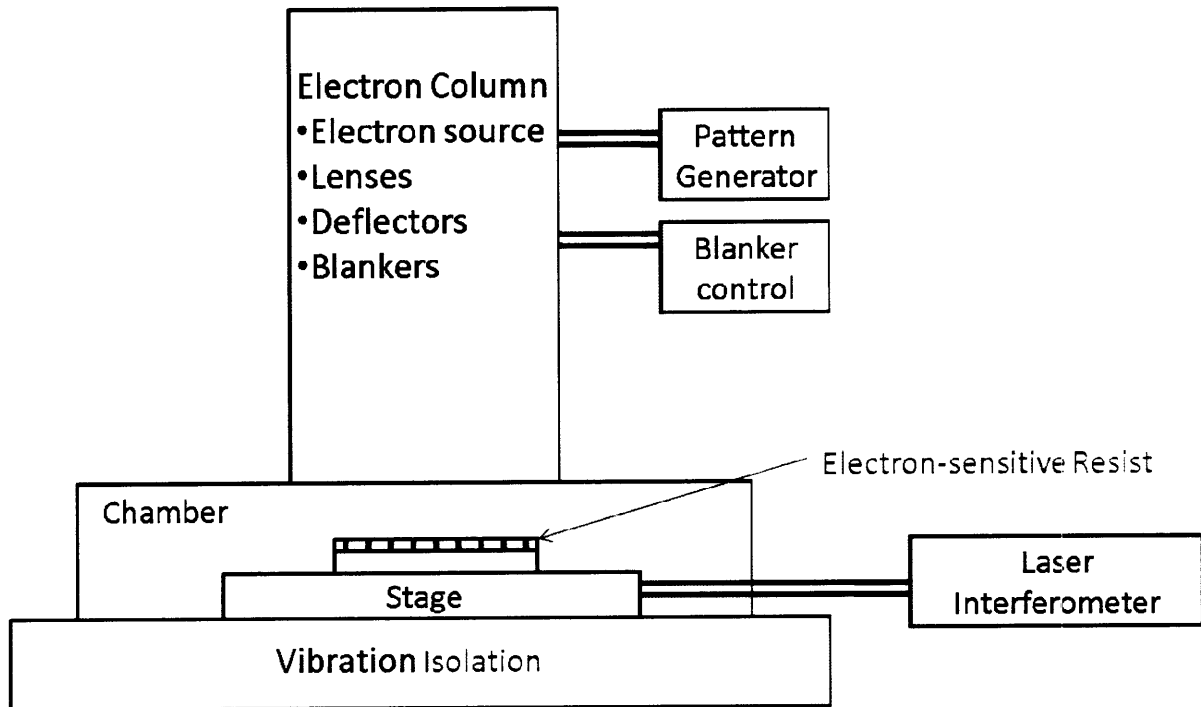 Electron Column
•Electron source
•Lenses
•Deflectors
•Blankers
Pattern
Generator
Blanker
control
Electron-sensitive Resist
Chamber
Laser
Interferometer
Stage
Vibration Isolation